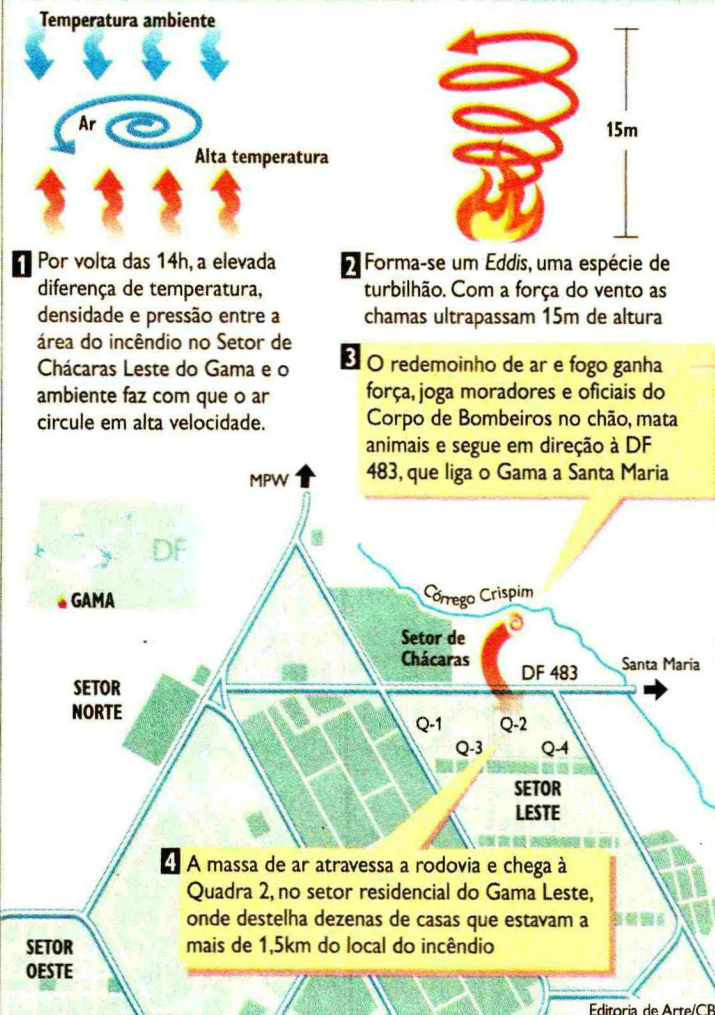 Temperatura ambiente
Ar
Alta temperatura
15m
1 Por volta das 14h, a elevada
diferença de temperatura,
densidade e pressão entre a
área do incêndio no Setor de
Chácaras Leste do Gama e o
ambiente faz com que o ar
circule em alta velocidade.
2 Forma-se um Eddis, uma espécie de
turbilhão. Com a força do vento as
chamas ultrapassam 15m de altura
3 O redemoinho de ar e fogo ganha
força, joga moradores e oficiais do
Corpo de Bombeiros no chão, mata
animais e segue em direção à DF
483, que liga o Gama a Santa Maria
MPW
DF
GAMA
Córrego Crispim
Setor de
Chácaras
DF 483
Santa Maria
SETOR
NORTE
Q-1
Q-2
Q-3
Q-4
SETOR
LESTE
4 A massa de ar atravessa a rodovia e chega à
Quadra 2, no setor residencial do Gama Leste,
onde destelha dezenas de casas que estavam a
mais de 1,5km do local do incêndio
SETOR
OESTE
Editoria de Arte/CB